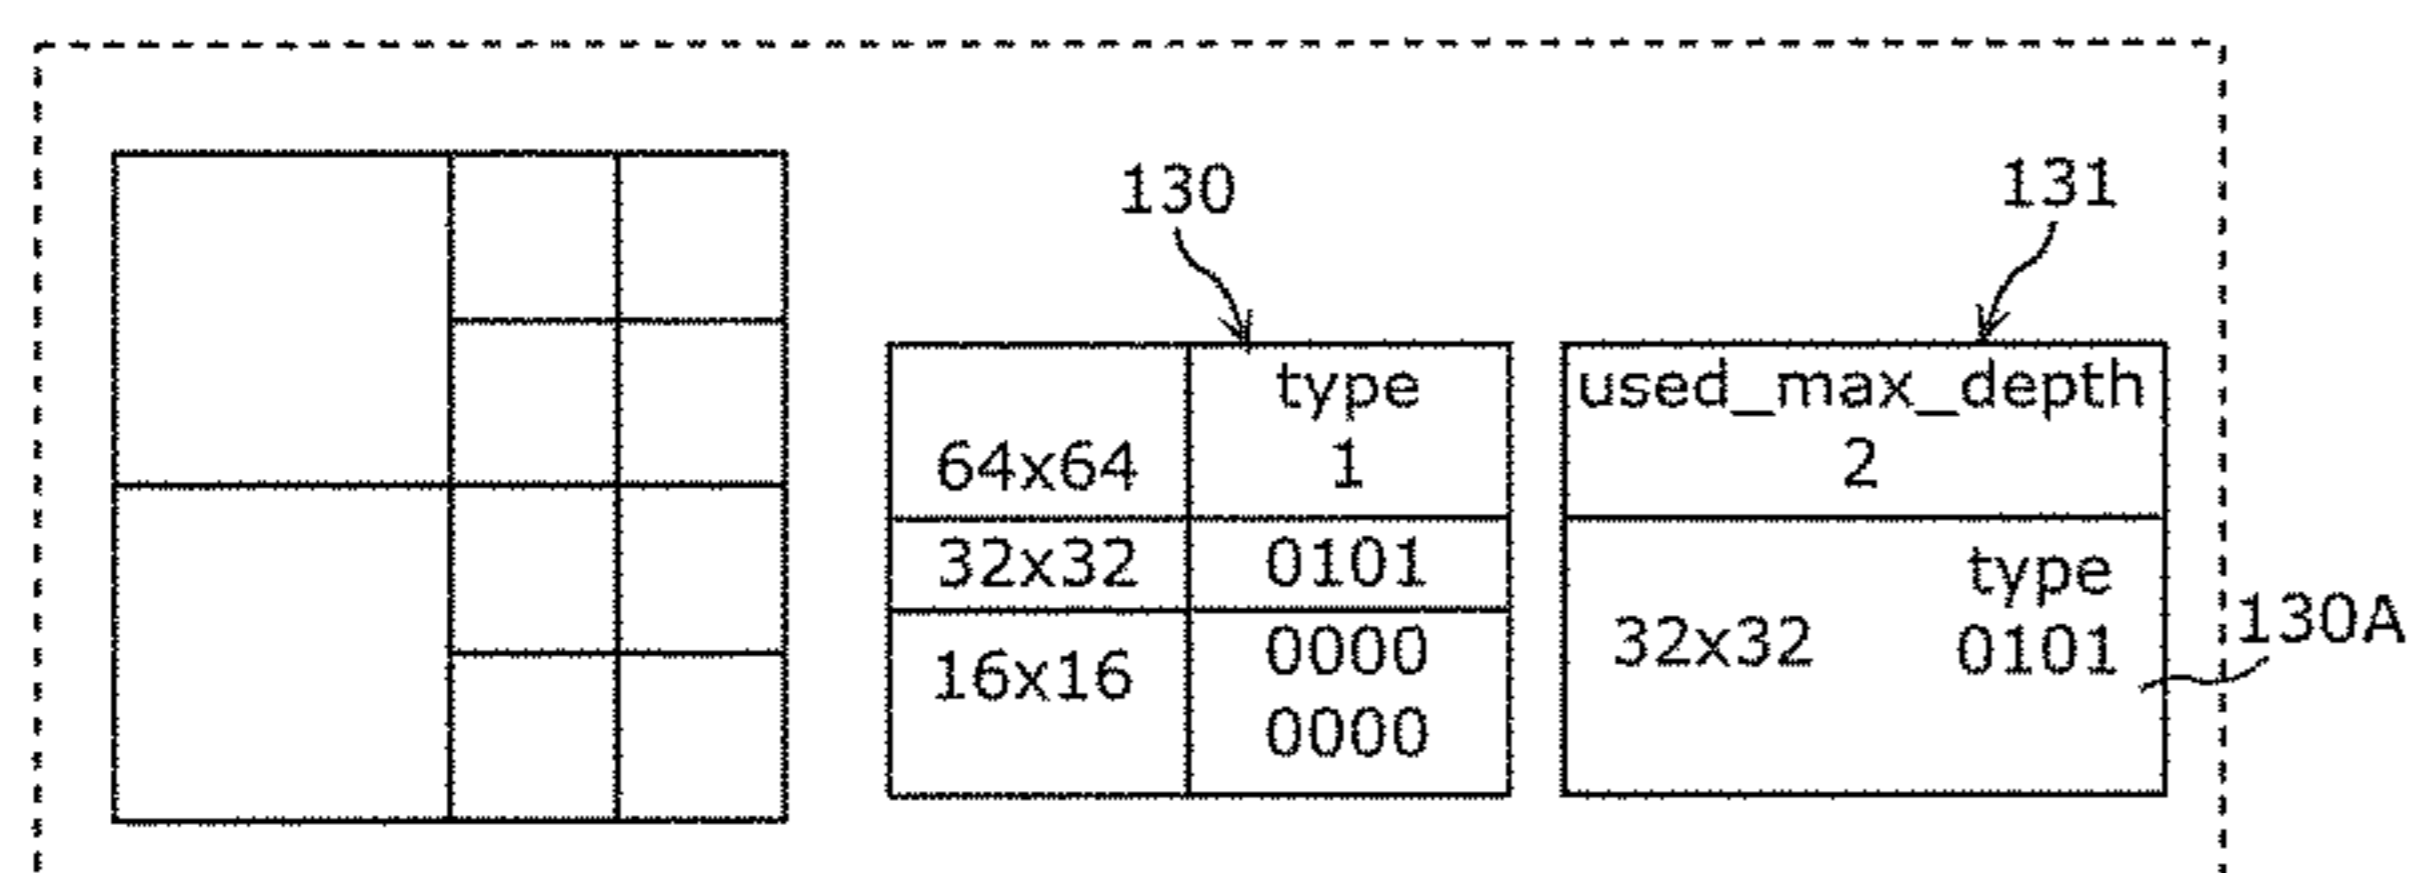 130
131
type
64x64 1
32x32 0101
16x16 0000
0000
used_max_depth
2
type
32x32 0101
130A